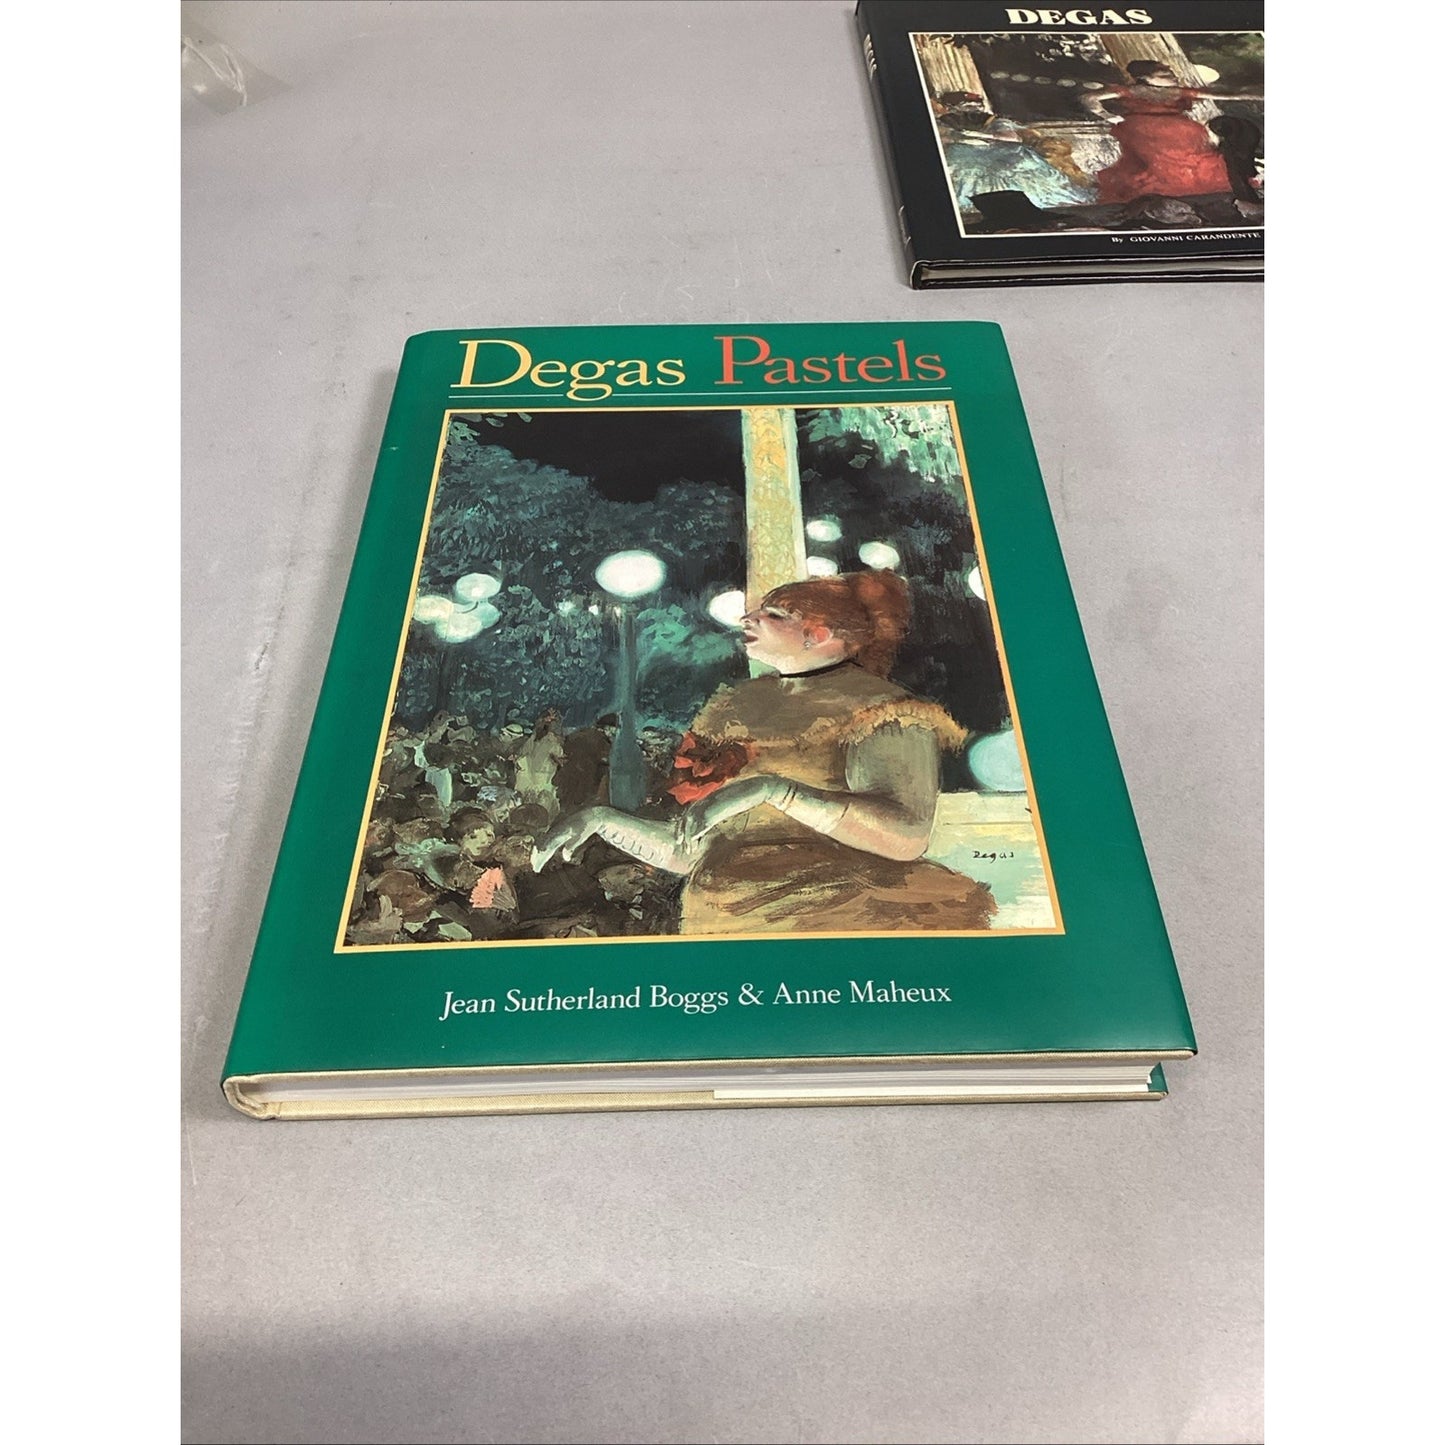 DEGAS
By GIOVANNI CARANDENTE
Degas Pastels
Degas
Jean Sutherland Boggs & Anne Maheux